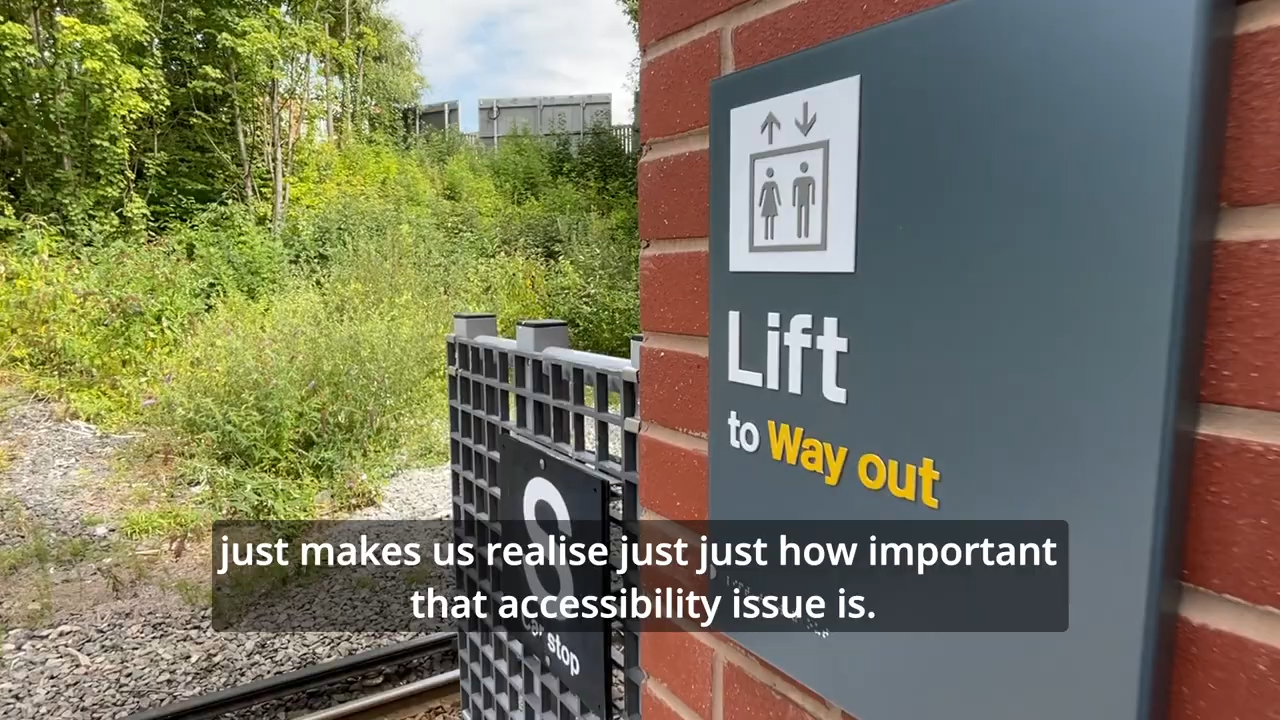 Lift
to Way out
S
Car stop
just makes us realise just just how important
that accessibility issue is.